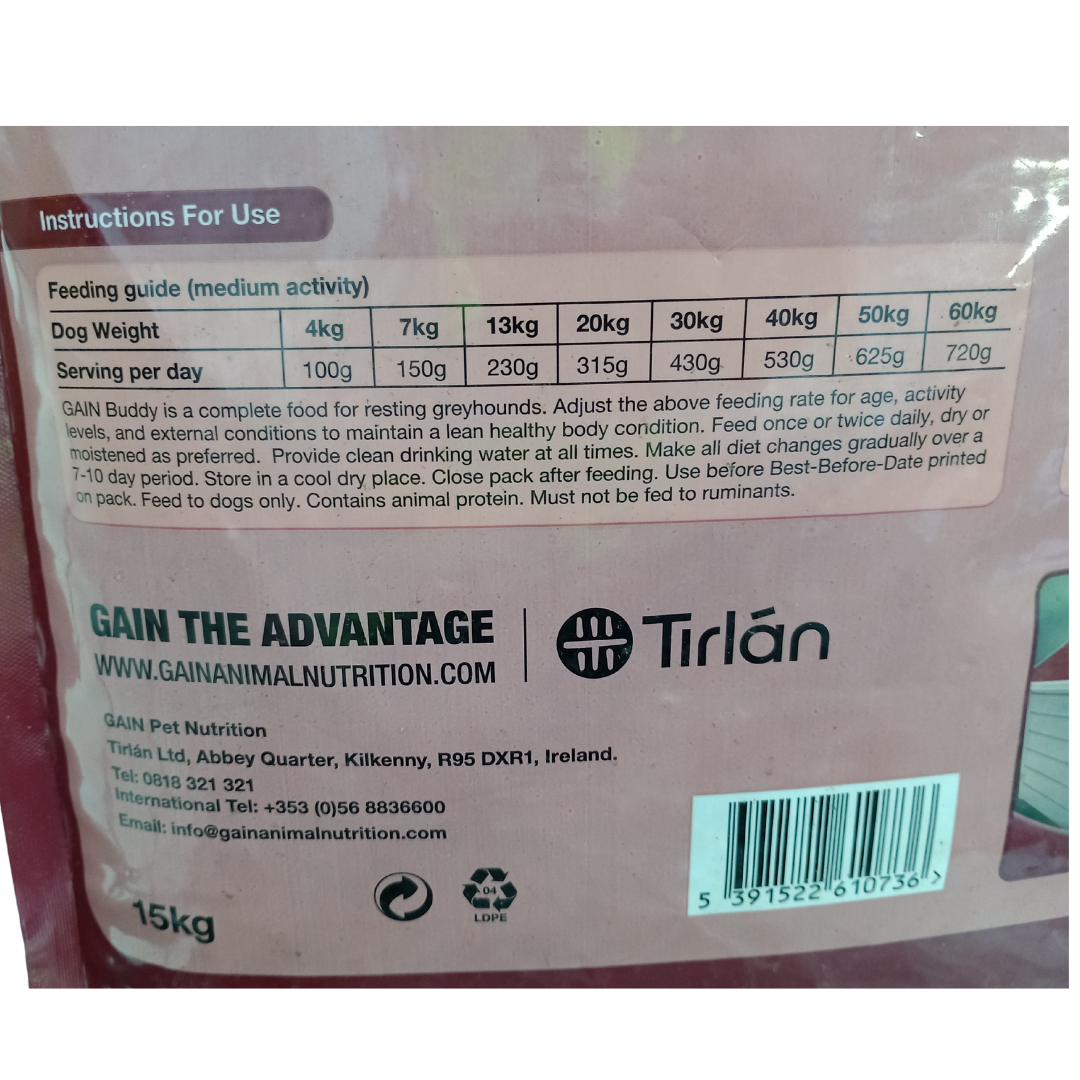 Instructions For Use
Feeding guide (medium activity)
Dog Weight 4kg 7kg 13kg 20kg 30kg 40kg 50kg 60kg
Serving per day 100g 150g 230g 315g 430g 530g 625g 720g
GAIN Buddy is a complete food for resting greyhounds. Adjust the above feeding rate for age, activity
levels, and external conditions to maintain a lean healthy body condition. Feed once or twice daily, dry or
moistened as preferred. Provide clean drinking water at all times. Make all diet changes gradually over a
7-10 day period. Store in a cool dry place. Close pack after feeding. Use before Best-Before-Date printed
on pack. Feed to dogs only. Contains animal protein. Must not be fed to ruminants.
GAIN THE ADVANTAGE
WWW.GAINANIMALNUTRITION.COM
Tirlán
GAIN Pet Nutrition
Tirlán Ltd, Abbey Quarter, Kilkenny, R95 DXR1, Ireland.
Tel: 0818 321 321
International Tel: +353 (0)56 8836600
Email: info@gainanimalnutrition.com
15kg
04
LDPE
5 391522 610736 >